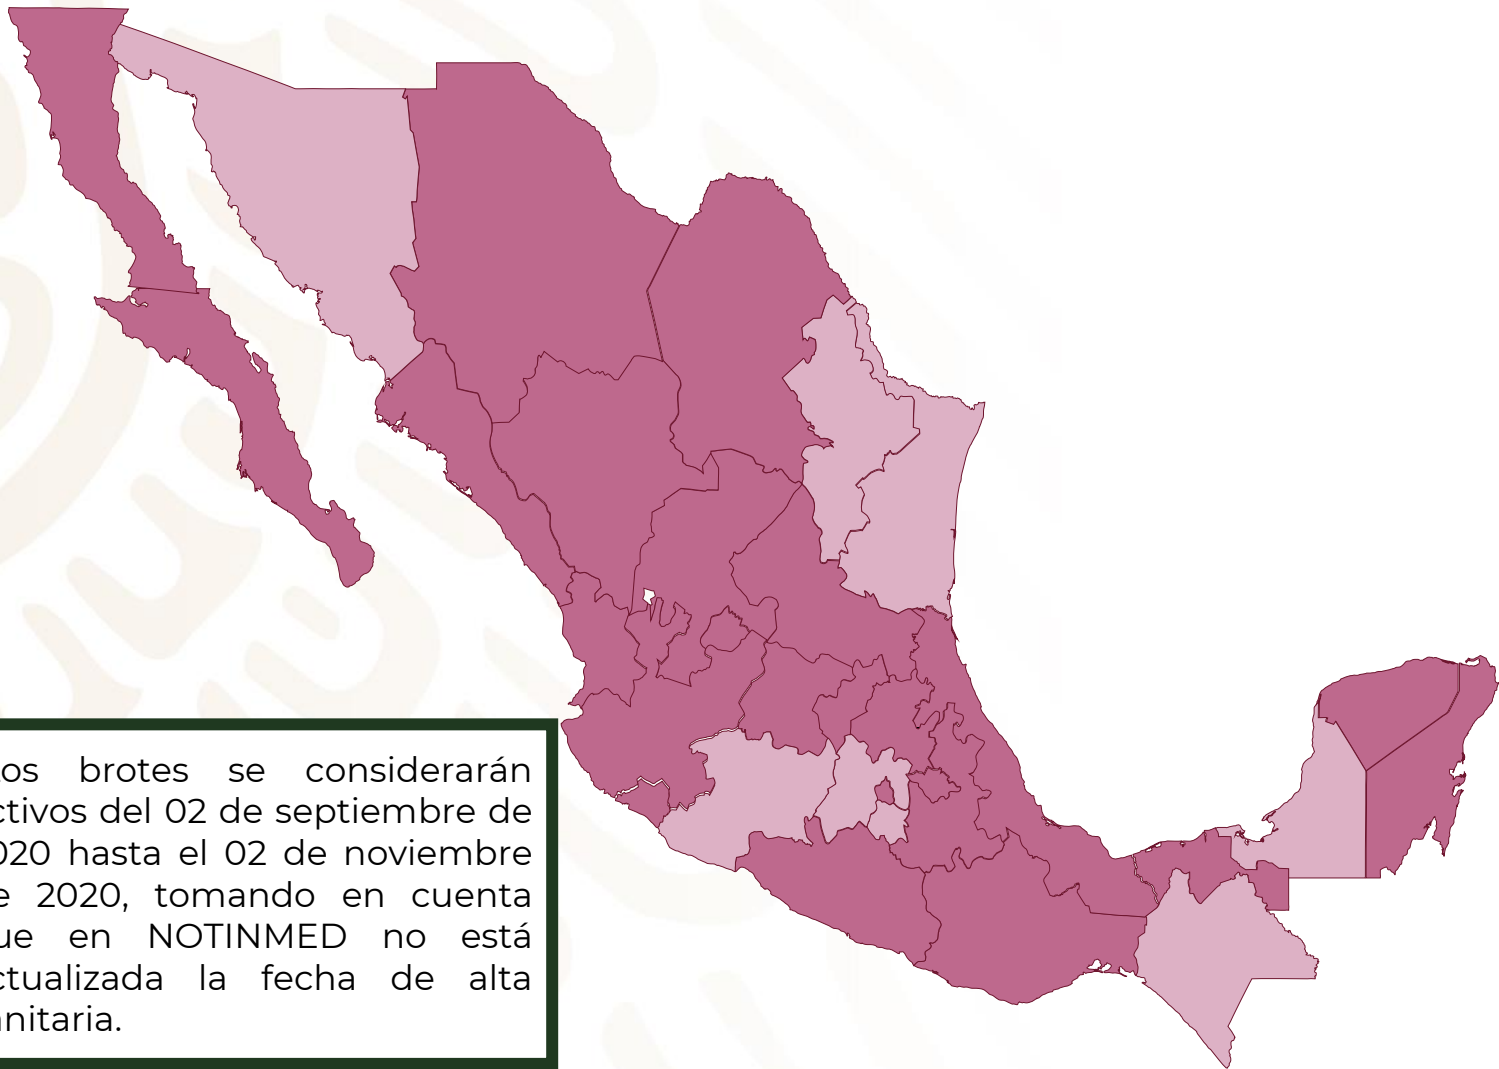 Los brotes se considerarán
ctivos del 02 de septiembre de
020 hasta el 02 de noviembre
e 2020, tomando en cuenta
ue en NOTINMED no está
ctualizada la fecha de alta
anitaria.